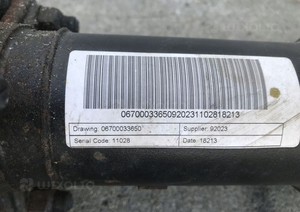 06700033650920231102818213
Drawing: 06700033650
Supplier: 92023
Serial Code: 11028
Date: 18213